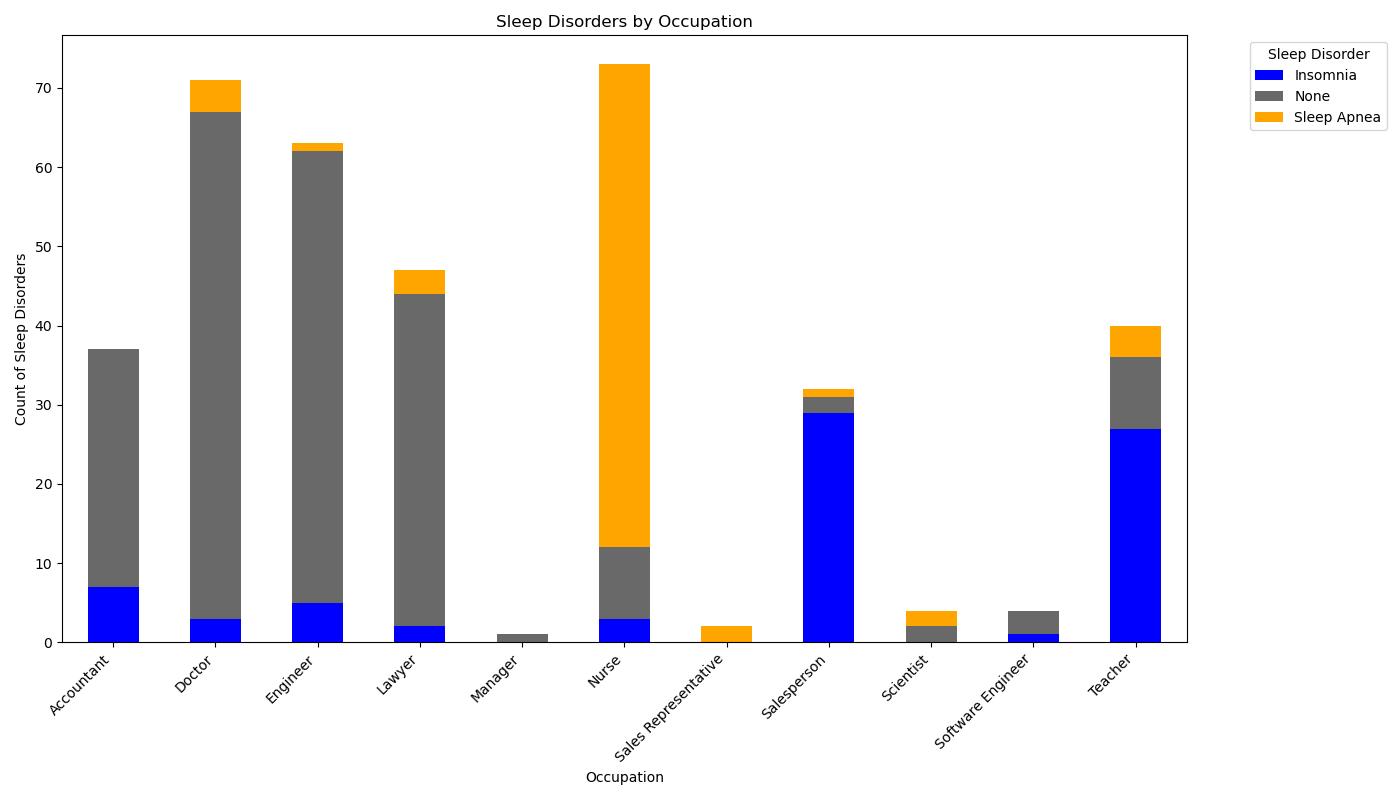 Sleep Disorders by Occupation
Sleep Disorder
Insomnia
None
Sleep Apnea
Count of Sleep Disorders
70
60
50
40
30
20
10
0
Accountant
Doctor
Engineer
Lawyer
Manager
Nurse
Sales Representative
Salesperson
Scientist
Software Engineer
Teacher
Occupation